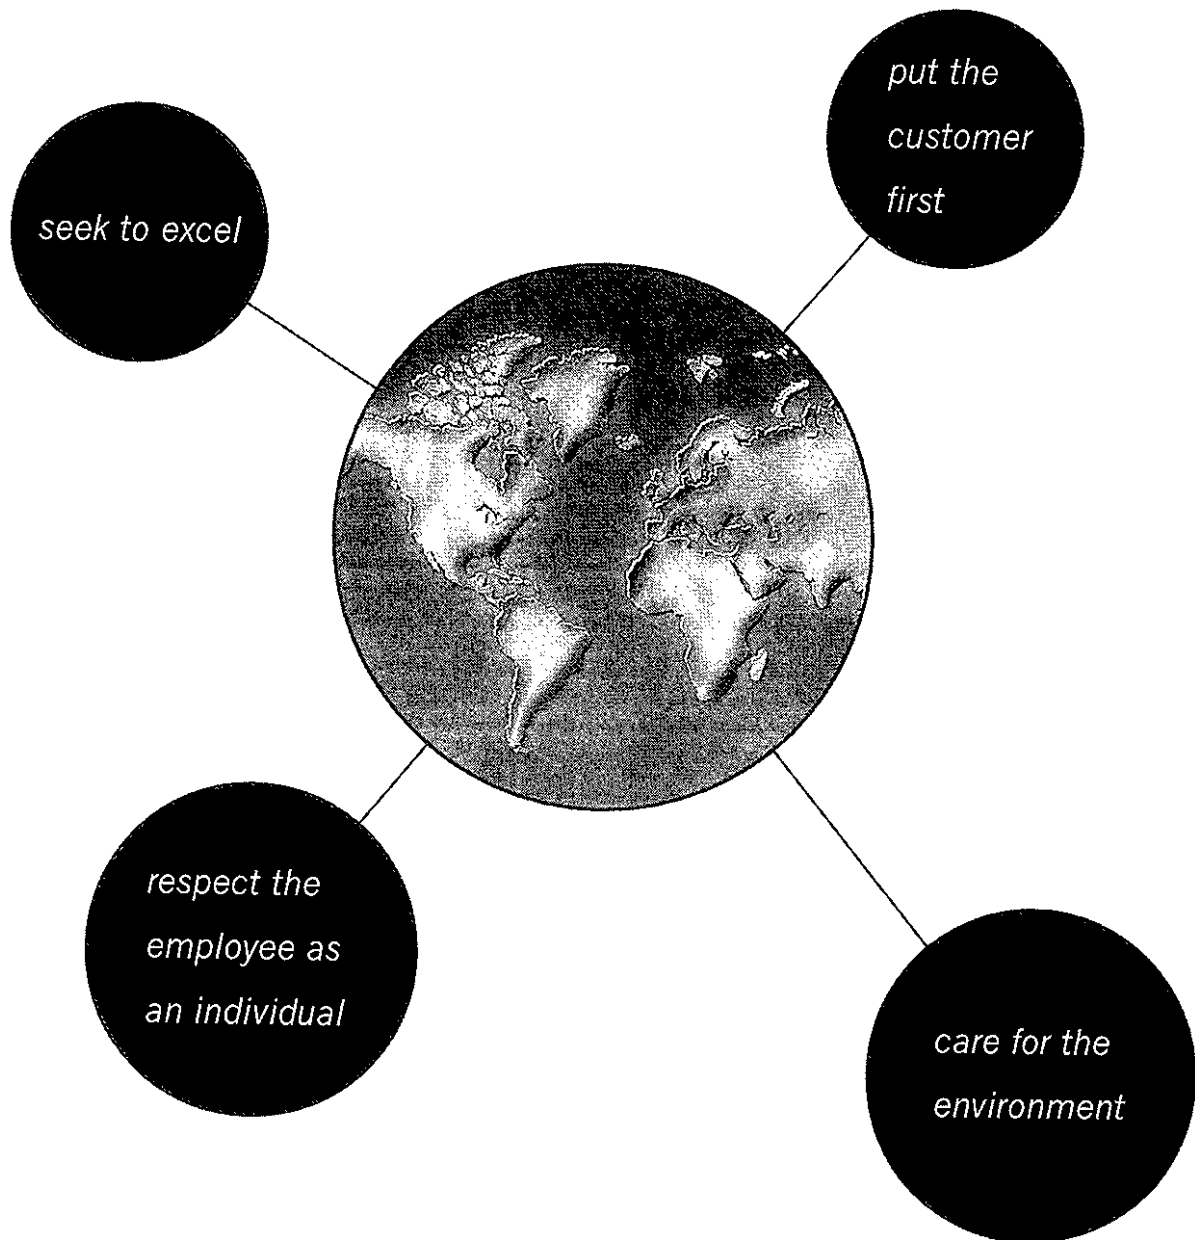 put the
customer
first
seek to excel
respect the
employee as
an individual
care for the
environment